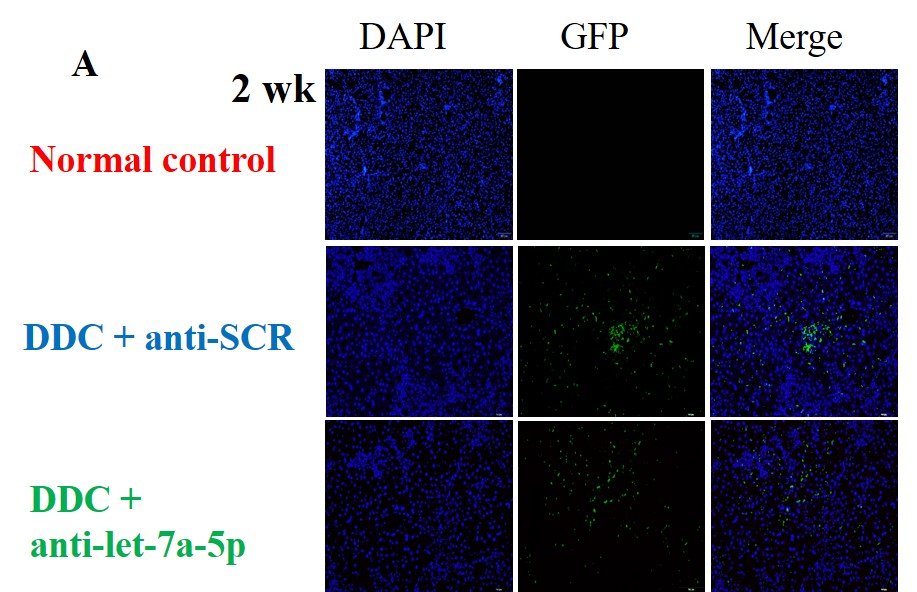 DAPI GFP Merge
A
2 wk
Normal control
DDC + anti-SCR
DDC +
anti-let-7a-5p